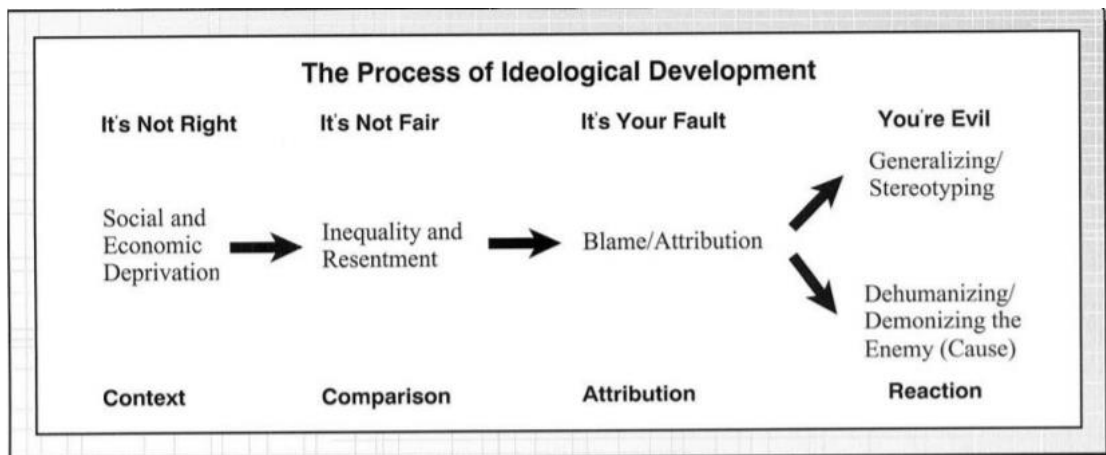 The Process of Ideological Development
It's Not Right
It's Not Fair
It's Your Fault
You're Evil
Social and
Economic
Deprivation
Inequality and
Resentment
Blame/Attribution
Generalizing/
Stereotyping
Dehumanizing/
Demonizing the
Enemy (Cause)
Context
Comparison
Attribution
Reaction